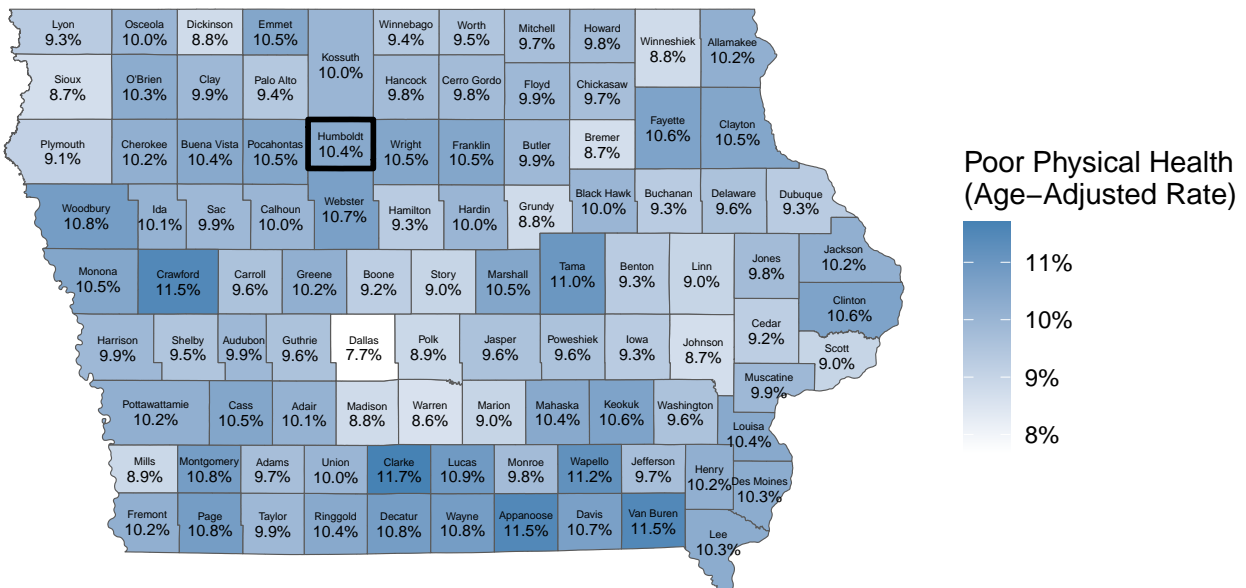 Lyon
9.3%
Osceola
10.0%
Dickinson
8.8%
Emmet
10.5%
Kossuth
10.0%
Winnebago
9.4%
Worth
9.5%
Mitchell
9.7%
Howard
9.8%
Winneshiek
8.8%
Allamakee
10.2%
Sioux
8.7%
O'Brien
10.3%
Clay
9.9%
Palo Alto
9.4%
Hancock
9.8%
Cerro Gordo
9.8%
Floyd
9.9%
Chickasaw
9.7%
Fayette
10.6%
Clayton
10.5%
Plymouth
9.1%
Cherokee
10.2%
Buena Vista
10.4%
Pocahontas
10.5%
Humboldt
10.4%
Wright
10.5%
Franklin
10.5%
Butler
9.9%
Bremer
8.7%
Woodbury
10.8%
Ida
10.1%
Sac
9.9%
Calhoun
10.0%
Webster
10.7%
Hamilton
9.3%
Hardin
10.0%
Grundy
8.8%
Black Hawk
10.0%
Buchanan
9.3%
Delaware
9.6%
Dubuque
9.3%
Monona
10.5%
Crawford
11.5%
Carroll
9.6%
Greene
10.2%
Boone
9.2%
Story
9.0%
Marshall
10.5%
Tama
11.0%
Benton
9.3%
Linn
9.0%
Jones
9.8%
Jackson
10.2%
Clinton
10.6%
Harrison
9.9%
Shelby
9.5%
Audubon
9.9%
Guthrie
9.6%
Dallas
7.7%
Polk
8.9%
Jasper
9.6%
Poweshiek
9.6%
Iowa
9.3%
Johnson
8.7%
Cedar
9.2%
Scott
9.0%
Muscatine
9.9%
Pottawattamie
10.2%
Cass
10.5%
Adair
10.1%
Madison
8.8%
Warren
8.6%
Marion
9.0%
Mahaska
10.4%
Keokuk
10.6%
Washington
9.6%
Louisa
10.4%
Mills
8.9%
Montgomery
10.8%
Adams
9.7%
Union
10.0%
Clarke
11.7%
Lucas
10.9%
Monroe
9.8%
Wapello
11.2%
Jefferson
9.7%
Henry
10.2%
Des Moines
10.3%
Fremont
10.2%
Page
10.8%
Taylor
9.9%
Ringgold
10.4%
Decatur
10.8%
Wayne
10.8%
Appanoose
11.5%
Davis
10.7%
Van Buren
11.5%
Lee
10.3%
Poor Physical Health
(Age−Adjusted Rate)
11%
10%
9%
8%